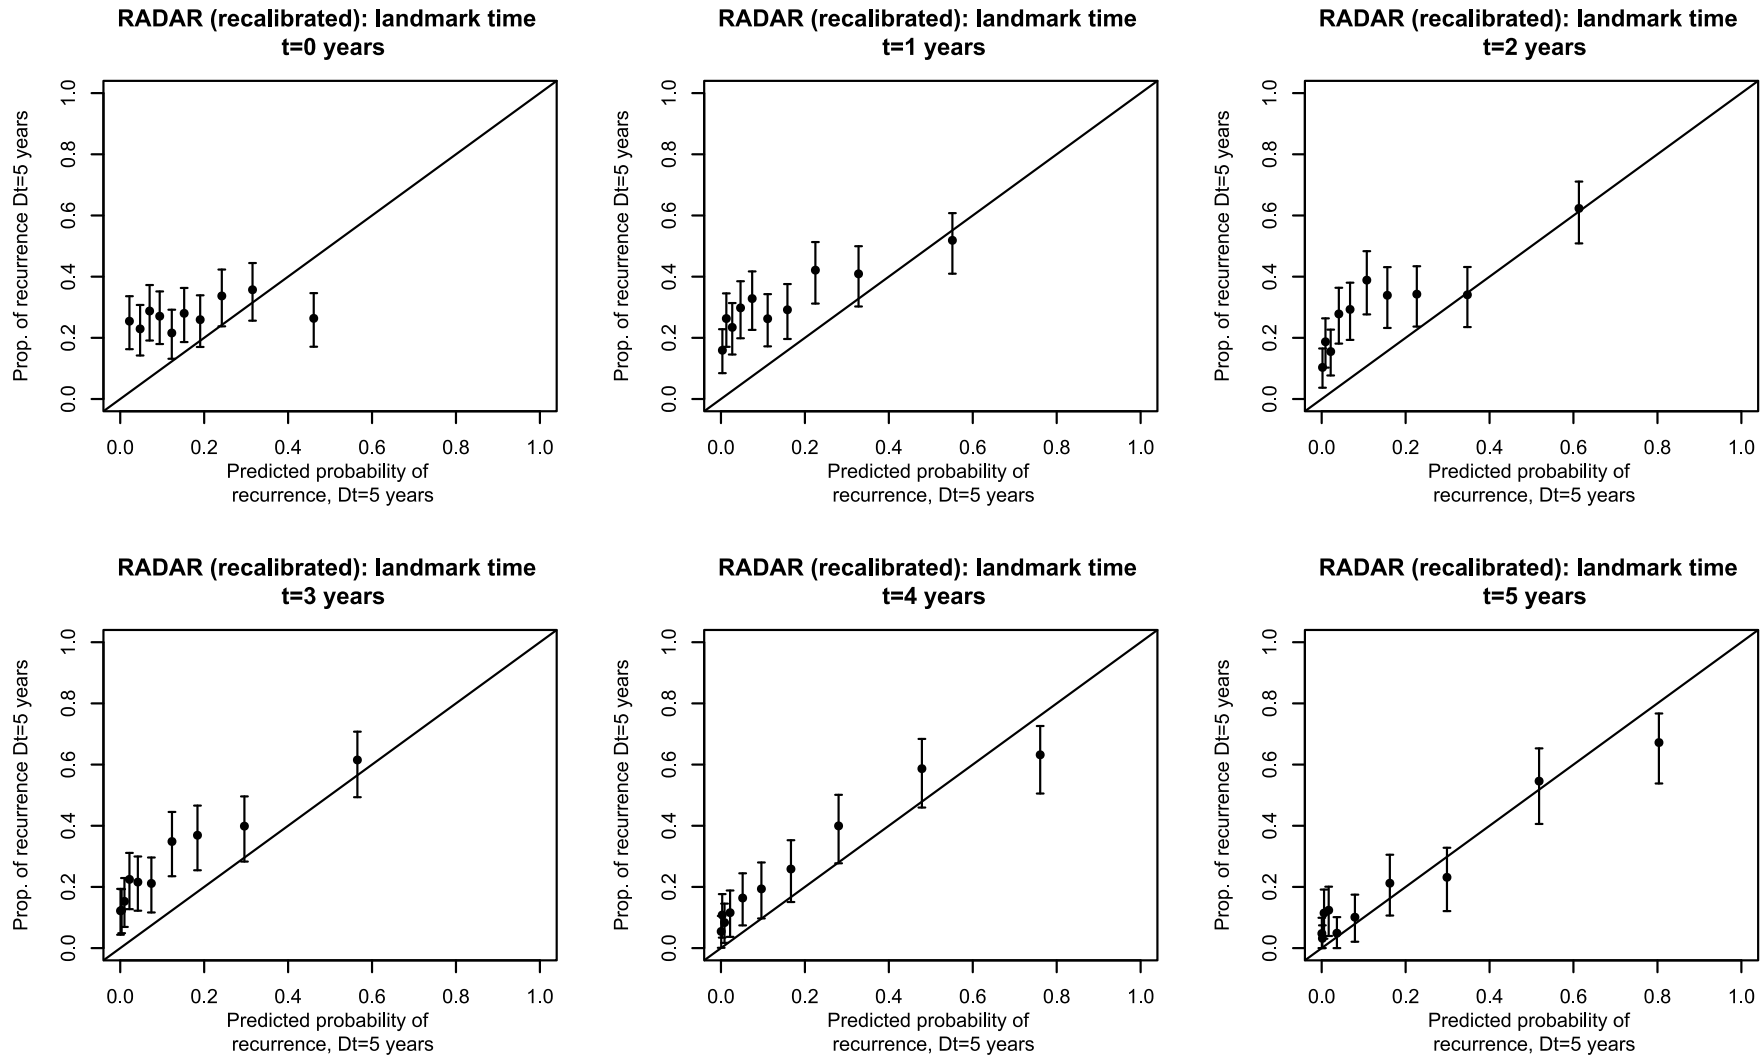 RADAR (recalibrated): landmark time
t=0 years
Prop. of recurrence Dt=5 years
1.0
0.8
0.6
0.4
0.2
0.0
0.0 0.2 0.4 0.6 0.8 1.0
Predicted probability of
recurrence, Dt=5 years
RADAR (recalibrated): landmark time
t=1 years
Prop. of recurrence Dt=5 years
1.0
0.8
0.6
0.4
0.2
0.0
0.0 0.2 0.4 0.6 0.8 1.0
Predicted probability of
recurrence, Dt=5 years
RADAR (recalibrated): landmark time
t=2 years
Prop. of recurrence Dt=5 years
1.0
0.8
0.6
0.4
0.2
0.0
0.0 0.2 0.4 0.6 0.8 1.0
Predicted probability of
recurrence, Dt=5 years
RADAR (recalibrated): landmark time
t=3 years
Prop. of recurrence Dt=5 years
1.0
0.8
0.6
0.4
0.2
0.0
0.0 0.2 0.4 0.6 0.8 1.0
Predicted probability of
recurrence, Dt=5 years
RADAR (recalibrated): landmark time
t=4 years
Prop. of recurrence Dt=5 years
1.0
0.8
0.6
0.4
0.2
0.0
0.0 0.2 0.4 0.6 0.8 1.0
Predicted probability of
recurrence, Dt=5 years
RADAR (recalibrated): landmark time
t=5 years
Prop. of recurrence Dt=5 years
1.0
0.8
0.6
0.4
0.2
0.0
0.0 0.2 0.4 0.6 0.8 1.0
Predicted probability of
recurrence, Dt=5 years